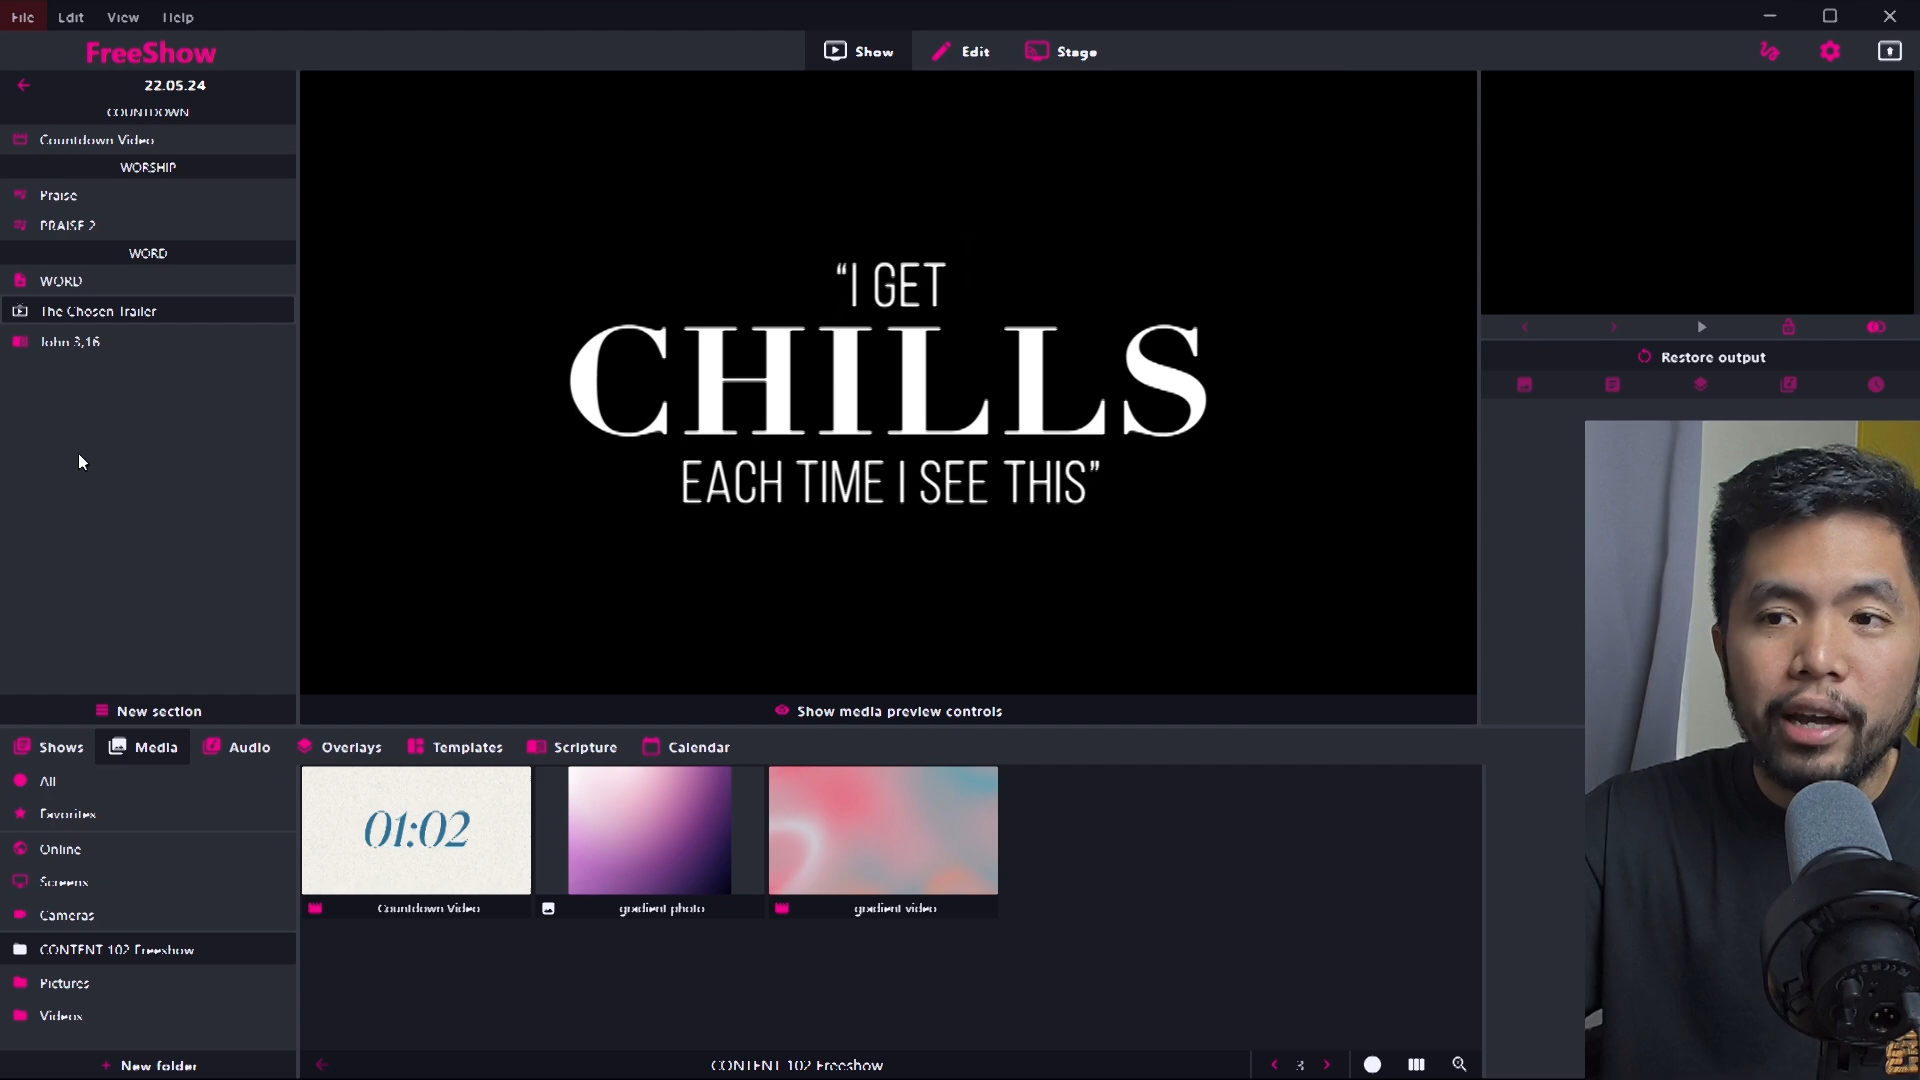 File Edit View Help
FreeShow
Show Edit Stage
22.05.24
COUNTDOWN
Countdown Video
WORSHIP
Praise
PRAISE 2
WORD
WORD
The Chosen Trailer
John 3,16
New section
“I GET
CHILLS
EACH TIME I SEE THIS”
Show media preview controls
Restore output
Shows Media Audio Overlays Templates Scripture Calendar
All
Favorites
Online
Screens
Cameras
CONTENT 102 Freeshow
Pictures
Videos
New folder
01:02
Countdown Video
gradient photo
gradient video
CONTENT 102 Freeshow
3